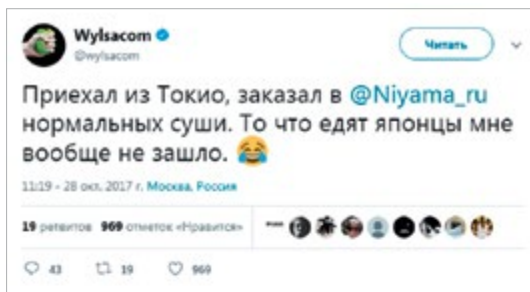 Wylsacom
@wylsacom
Читать
Приехал из Токио, заказал в @Niyama_ru
нормальных суши. То что едят японцы мне
вообще не зашло. 😂
11:19 - 28 окт. 2017 г. Москва, Россия
19 ретвитов 969 отметок «Нравится»
43 19 969